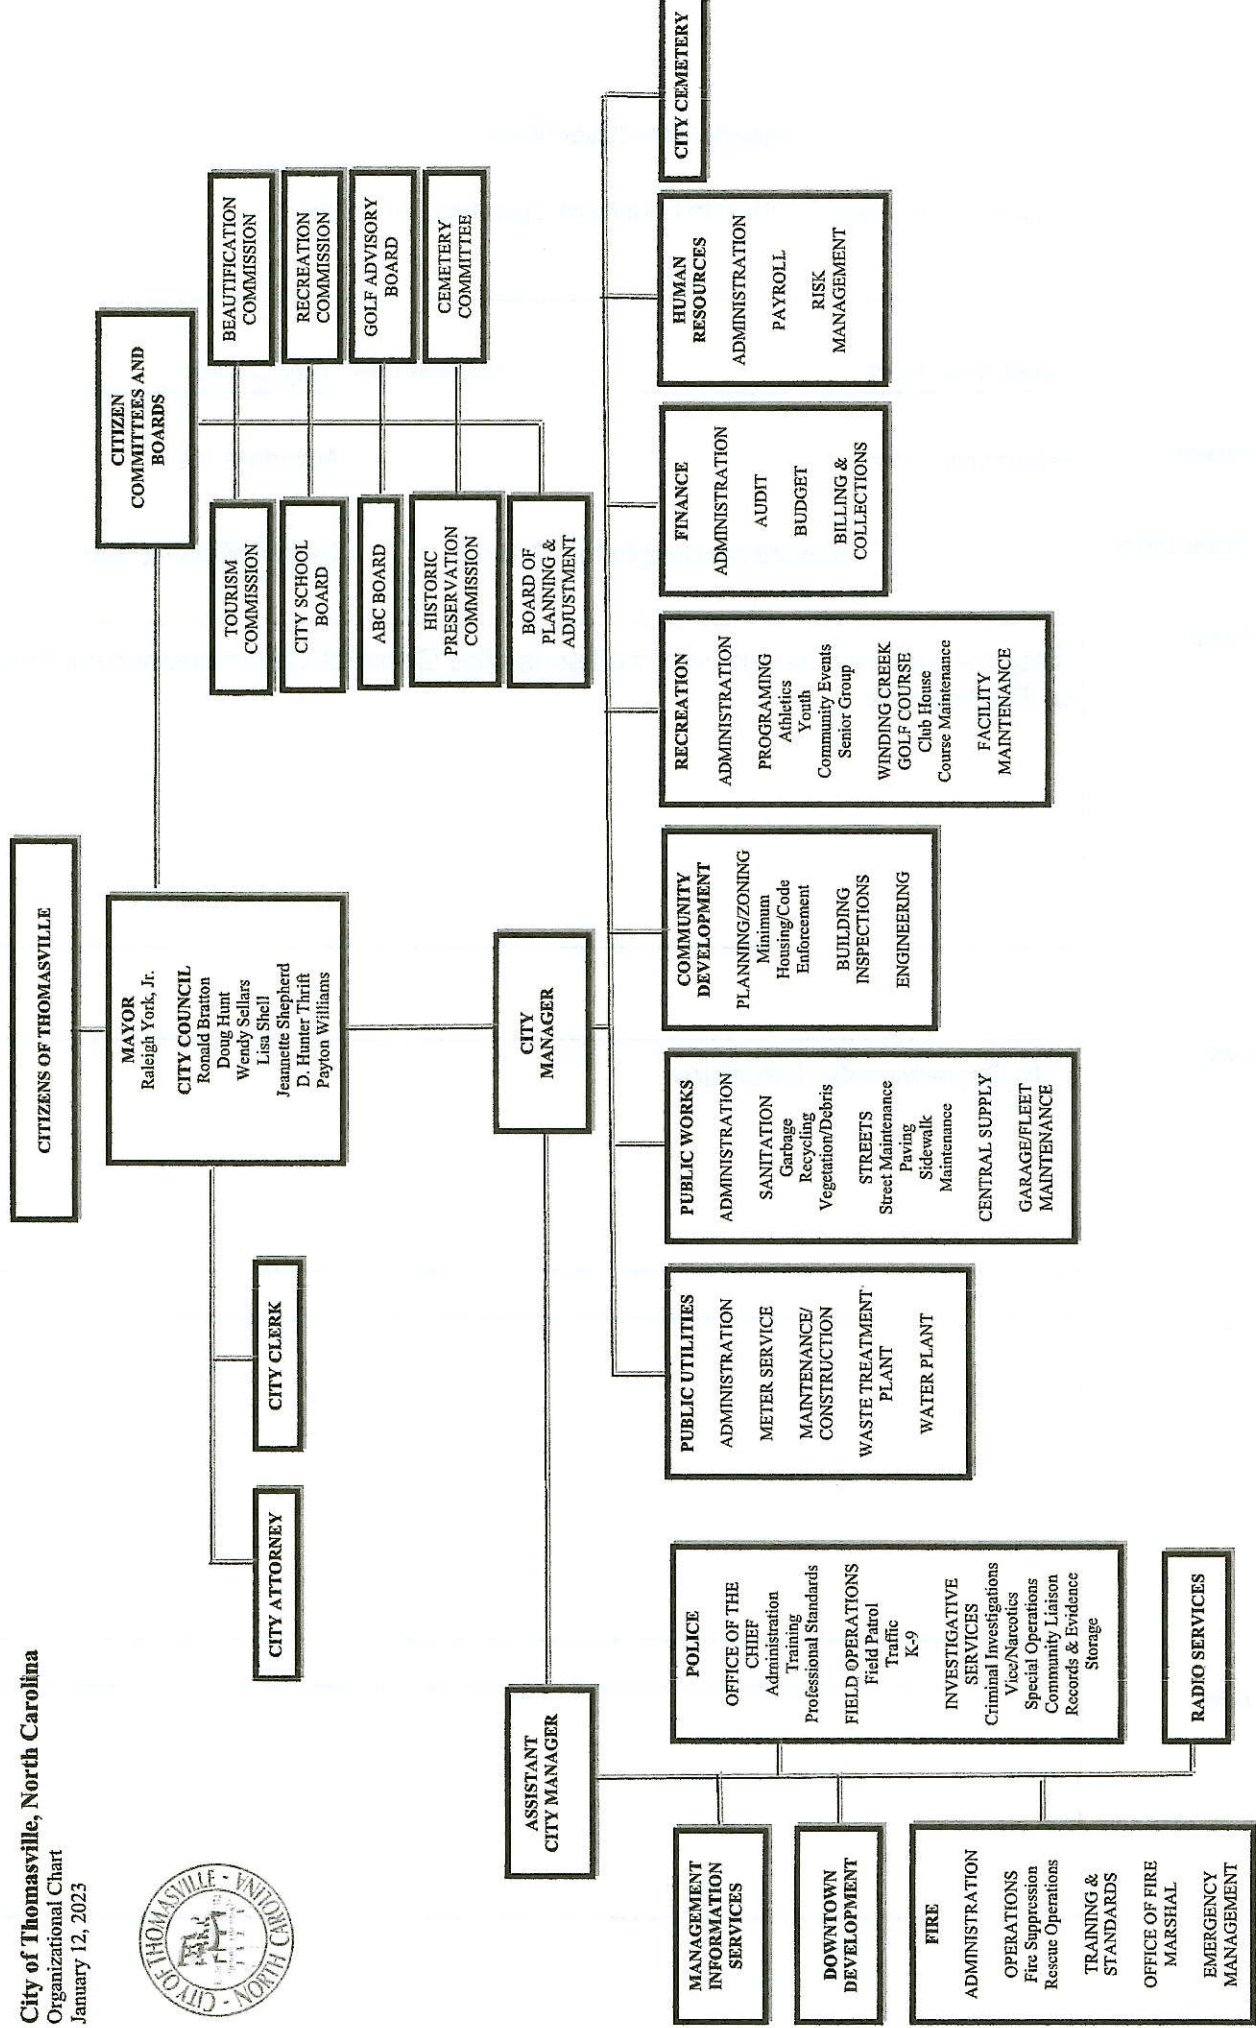 City of Thomasville, North Carolina
Organizational Chart
January 12, 2023
CITY OF THOMASVILLE - NORTH CAROLINA -
CITIZENS OF THOMASVILLE
MAYOR
Raleigh York, Jr.
CITY COUNCIL
Ronald Bratton
Doug Hunt
Wendy Sellars
Lisa Shell
Jeannette Shepherd
D. Hunter Thrift
Payton Williams
CITIZEN
COMMITTEES AND
BOARDS
TOURISM
COMMISSION
BEAUTIFICATION
COMMISSION
CITY SCHOOL
BOARD
RECREATION
COMMISSION
ABC BOARD
GOLF ADVISORY
BOARD
HISTORIC
PRESERVATION
COMMISSION
CEMETERY
COMMITTEE
BOARD OF
PLANNING &
ADJUSTMENT
CITY ATTORNEY
CITY CLERK
CITY
MANAGER
ASSISTANT
CITY MANAGER
MANAGEMENT
INFORMATION
SERVICES
DOWNTOWN
DEVELOPMENT
FIRE
ADMINISTRATION
OPERATIONS
Fire Suppression
Rescue Operations
TRAINING &
STANDARDS
OFFICE OF FIRE
MARSHAL
EMERGENCY
MANAGEMENT
POLICE
OFFICE OF THE
CHIEF
Administration
Training
Professional Standards
FIELD OPERATIONS
Field Patrol
Traffic
K-9
INVESTIGATIVE
SERVICES
Criminal Investigations
Vice/Narcotics
Special Operations
Community Liaison
Records & Evidence
Storage
RADIO SERVICES
PUBLIC UTILITIES
ADMINISTRATION
METER SERVICE
MAINTENANCE/
CONSTRUCTION
WASTE TREATMENT
PLANT
WATER PLANT
PUBLIC WORKS
ADMINISTRATION
SANITATION
Garbage
Recycling
Vegetation/Debris
STREETS
Street Maintenance
Paving
Sidewalk
Maintenance
CENTRAL SUPPLY
GARAGE/FLEET
MAINTENANCE
COMMUNITY
DEVELOPMENT
PLANNING/ZONING
Minimum
Housing/Code
Enforcement
BUILDING
INSPECTIONS
ENGINEERING
RECREATION
ADMINISTRATION
PROGRAMING
Athletics
Youth
Community Events
Senior Group
WINDING CREEK
GOLF COURSE
Club House
Course Maintenance
FACILITY
MAINTENANCE
FINANCE
ADMINISTRATION
AUDIT
BUDGET
BILLING &
COLLECTIONS
HUMAN
RESOURCES
ADMINISTRATION
PAYROLL
RISK
MANAGEMENT
CITY CEMETERY